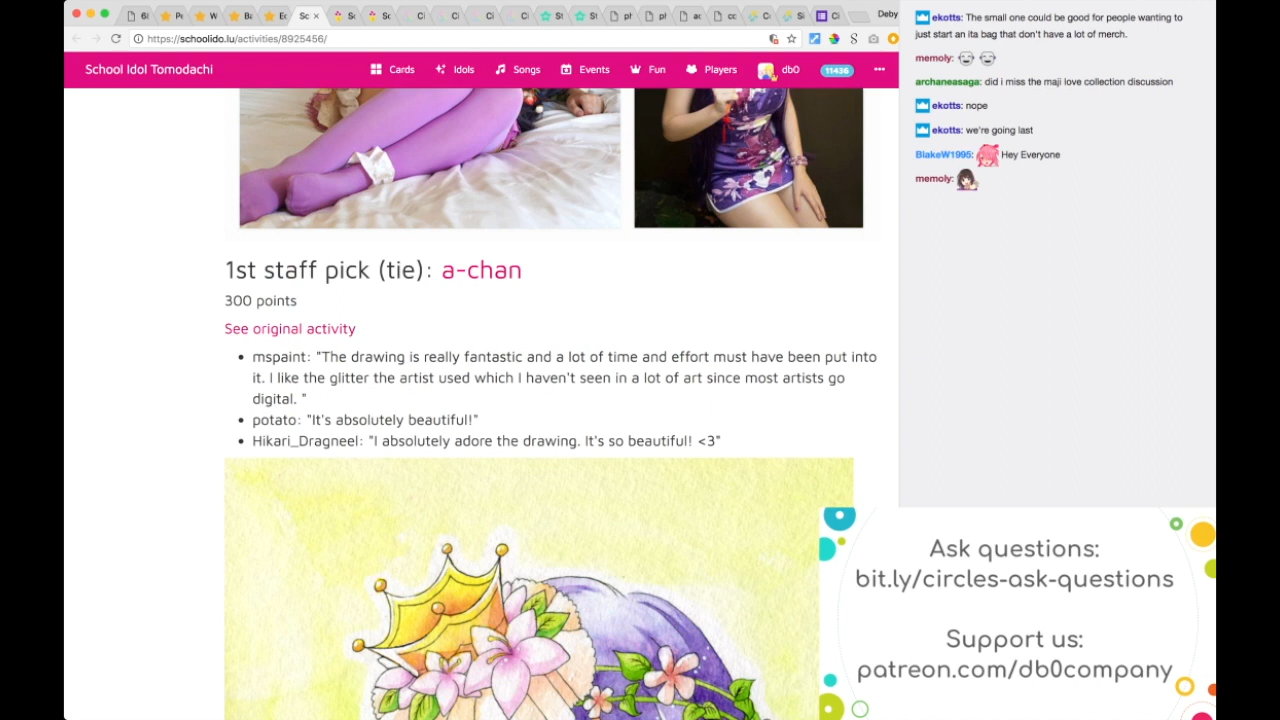 Deby
https://schoolido.lu/activities/8925456/
School Idol Tomodachi
Cards
Idols
Songs
Events
Fun
Players
db0
11436
1st staff pick (tie): a-chan
300 points
See original activity
mspaint: "The drawing is really fantastic and a lot of time and effort must have been put into
it. I like the glitter the artist used which I haven't seen in a lot of art since most artists go
digital. "
potato: "It's absolutely beautiful!"
Hikari_Dragneel: "I absolutely adore the drawing. It's so beautiful! <3"
ekotts: The small one could be good for people wanting to
just start an ita bag that don't have a lot of merch.
memoly:
archaneasaga: did i miss the maji love collection discussion
ekotts: nope
ekotts: we're going last
BlakeW1995: Hey Everyone
memoly:
Ask questions:
bit.ly/circles-ask-questions
Support us:
patreon.com/db0company